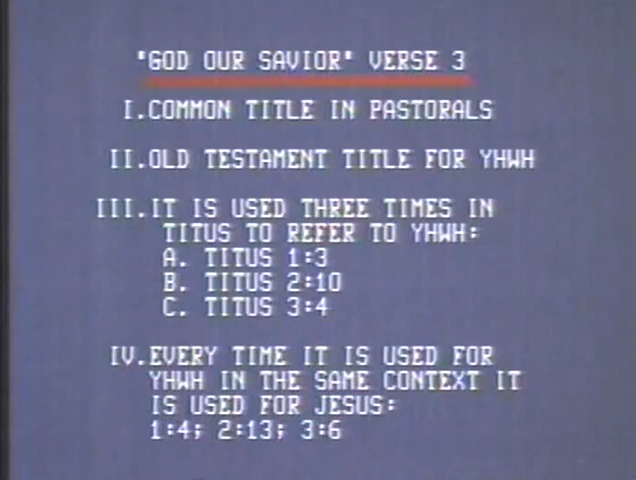 "GOD OUR SAVIOR" VERSE 3
I.COMMON TITLE IN PASTORALS
II.OLD TESTAMENT TITLE FOR YHWH
III.IT IS USED THREE TIMES IN
TITUS TO REFER TO YHWH:
A. TITUS 1:3
B. TITUS 2:10
C. TITUS 3:4
IV.EVERY TIME IT IS USED FOR
YHWH IN THE SAME CONTEXT IT
IS USED FOR JESUS:
1:4; 2:13; 3:6